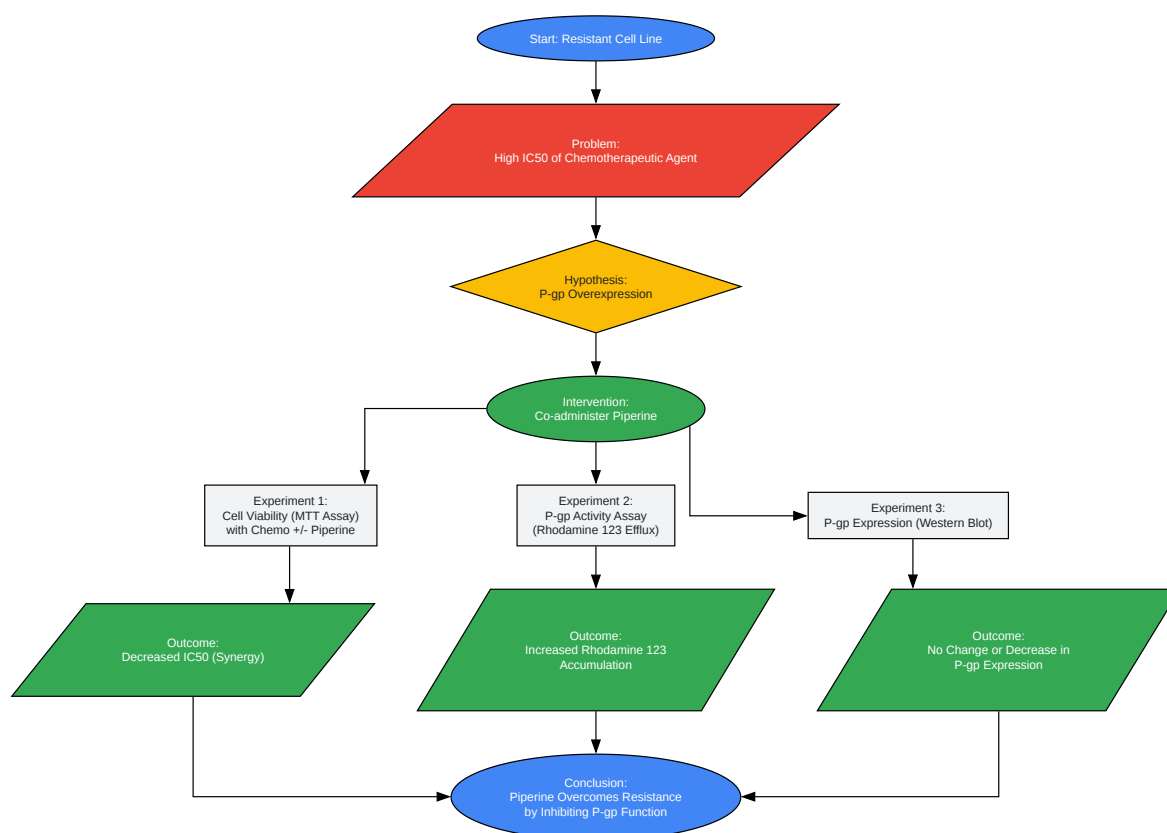 Start: Resistant Cell Line
Problem:
High IC50 of Chemotherapeutic Agent
Hypothesis:
P-gp Overexpression
Intervention:
Co-administer Piperine
Experiment 1:
Cell Viability (MTT Assay)
with Chemo +/- Piperine
Experiment 2:
P-gp Activity Assay
(Rhodamine 123 Efflux)
Experiment 3:
P-gp Expression (Western Blot)
Outcome:
Decreased IC50 (Synergy)
Outcome:
Increased Rhodamine 123
Accumulation
Outcome:
No Change or Decrease in
P-gp Expression
Conclusion:
Piperine Overcomes Resistance
by Inhibiting P-gp Function